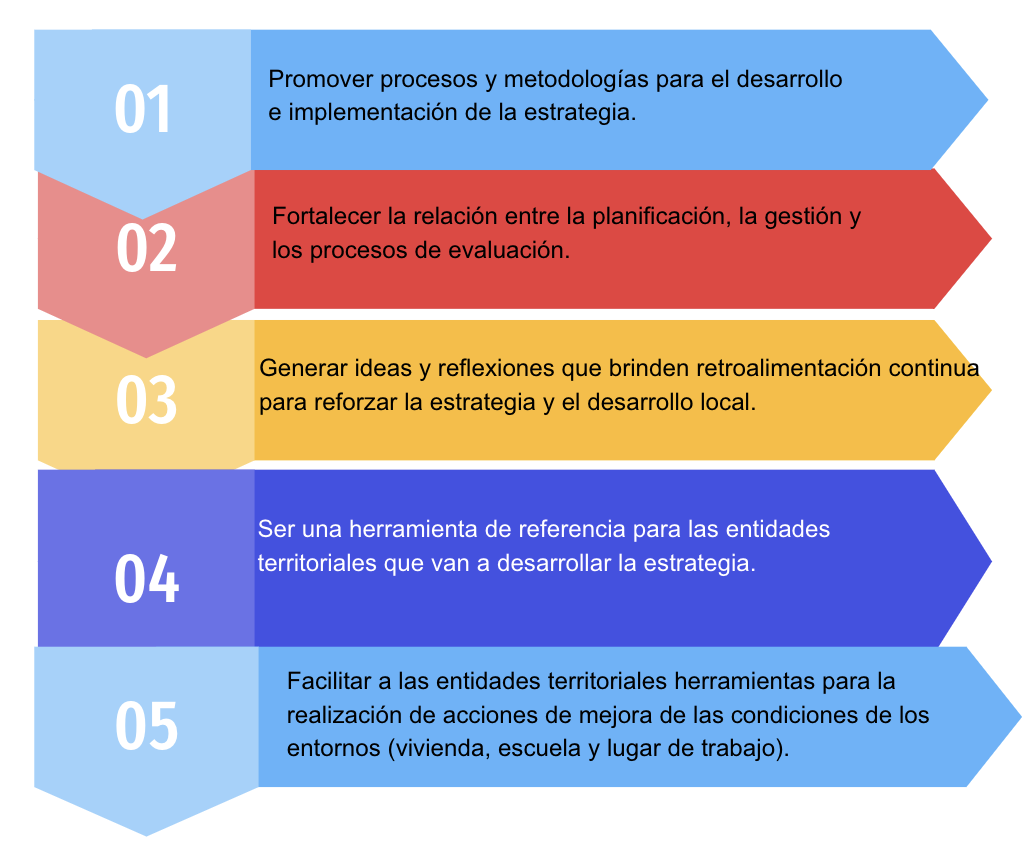 01
Promover procesos y metodologías para el desarrollo
e implementación de la estrategia.
02
Fortalecer la relación entre la planificación, la gestión y
los procesos de evaluación.
03
Generar ideas y reflexiones que brinden retroalimentación continua
para reforzar la estrategia y el desarrollo local.
04
Ser una herramienta de referencia para las entidades
territoriales que van a desarrollar la estrategia.
05
Facilitar a las entidades territoriales herramientas para la
realización de acciones de mejora de las condiciones de los
entornos (vivienda, escuela y lugar de trabajo).